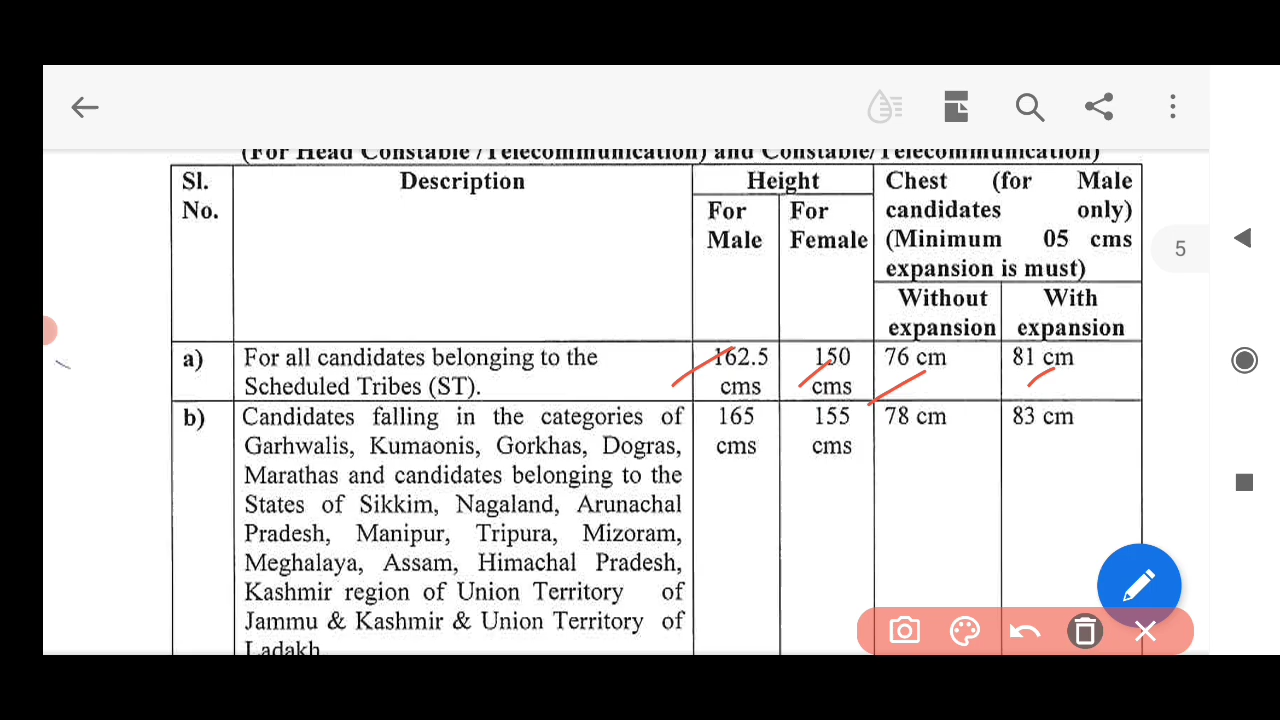 (For Head Constable /Telecommunication) and Constable/Telecommunication)
Sl. No.
Description
Height
For Male
For Female
Chest (for Male
candidates only)
(Minimum 05 cms
expansion is must)
Without expansion
With expansion
5
a)
For all candidates belonging to the
Scheduled Tribes (ST).
162.5 cms
150 cms
76 cm
81 cm
b)
Candidates falling in the categories of
Garhwalis, Kumaonis, Gorkhas, Dogras,
Marathas and candidates belonging to the
States of Sikkim, Nagaland, Arunachal
Pradesh, Manipur, Tripura, Mizoram,
Meghalaya, Assam, Himachal Pradesh,
Kashmir region of Union Territory of
Jammu & Kashmir & Union Territory of
Ladakh
165 cms
155 cms
78 cm
83 cm